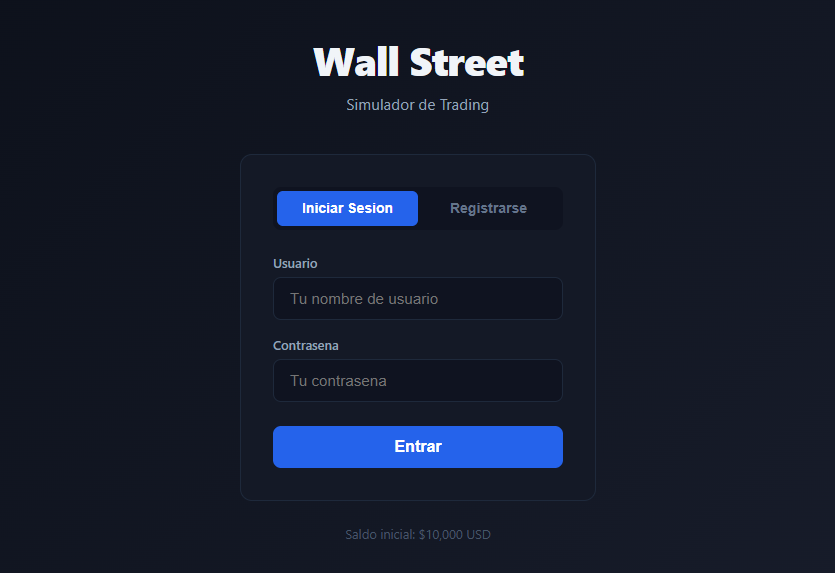 Wall Street
Simulador de Trading
Iniciar Sesion
Registrarse
Usuario
Tu nombre de usuario
Contrasena
Tu contrasena
Entrar
Saldo inicial: $10,000 USD